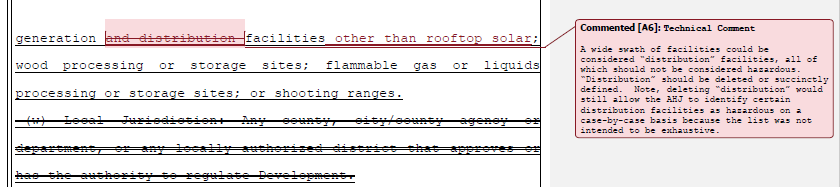 generation and distribution facilities other than rooftop solar;
wood processing or storage sites; flammable gas or liquids
processing or storage sites; or shooting ranges.
(w) Local Jurisdiction: Any county, city/county agency or
department, or any locally authorized district that approves or
has the authority to regulate Development.
Commented [A6]: Technical Comment
A wide swath of facilities could be
considered "distribution" facilities, all of
which should not be considered hazardous.
"Distribution" should be deleted or succinctly
defined. Note, deleting "distribution" would
still allow the AHJ to identify certain
distribution facilities as hazardous on a
case-by-case basis because the list was not
intended to be exhaustive.